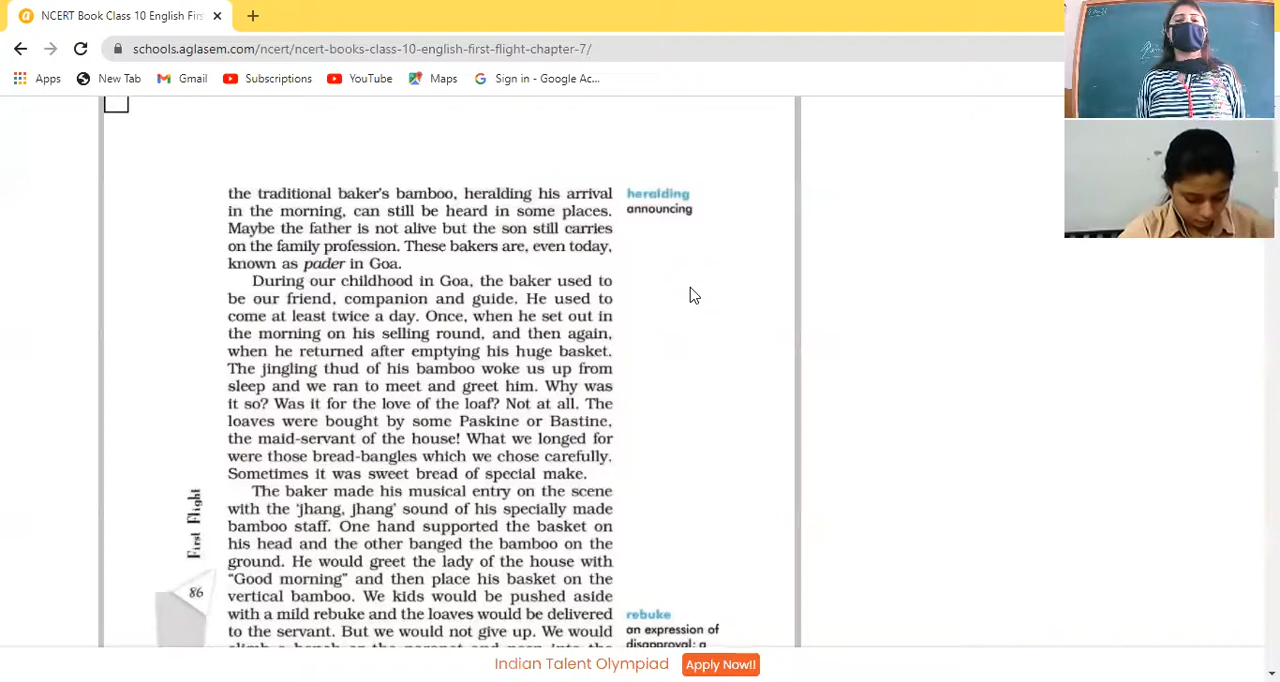 NCERT Book Class 10 English Firs
schools.aglasem.com/ncert/ncert-books-class-10-english-first-flight-chapter-7/
Apps New Tab Gmail Subscriptions YouTube Maps Sign in - Google Ac...
the traditional baker's bamboo, heralding his arrival
in the morning, can still be heard in some places.
Maybe the father is not alive but the son still carries
on the family profession. These bakers are, even today,
known as pader in Goa.
heralding
announcing
During our childhood in Goa, the baker used to
be our friend, companion and guide. He used to
come at least twice a day. Once, when he set out in
the morning on his selling round, and then again,
when he returned after emptying his huge basket.
The jingling thud of his bamboo woke us up from
sleep and we ran to meet and greet him. Why was
it so? Was it for the love of the loaf? Not at all. The
loaves were bought by some Paskine or Bastine,
the maid-servant of the house! What we longed for
were those bread-bangles which we chose carefully.
Sometimes it was sweet bread of special make.
The baker made his musical entry on the scene
with the 'jhang, jhang' sound of his specially made
bamboo staff. One hand supported the basket on
his head and the other banged the bamboo on the
ground. He would greet the lady of the house with
"Good morning" and then place his basket on the
vertical bamboo. We kids would be pushed aside
with a mild rebuke and the loaves would be delivered
to the servant. But we would not give up. We would
climb a bench or the parapet and peep into the
rebuke
an expression of
disapproval; a
First Flight
86
Indian Talent Olympiad Apply Now!!